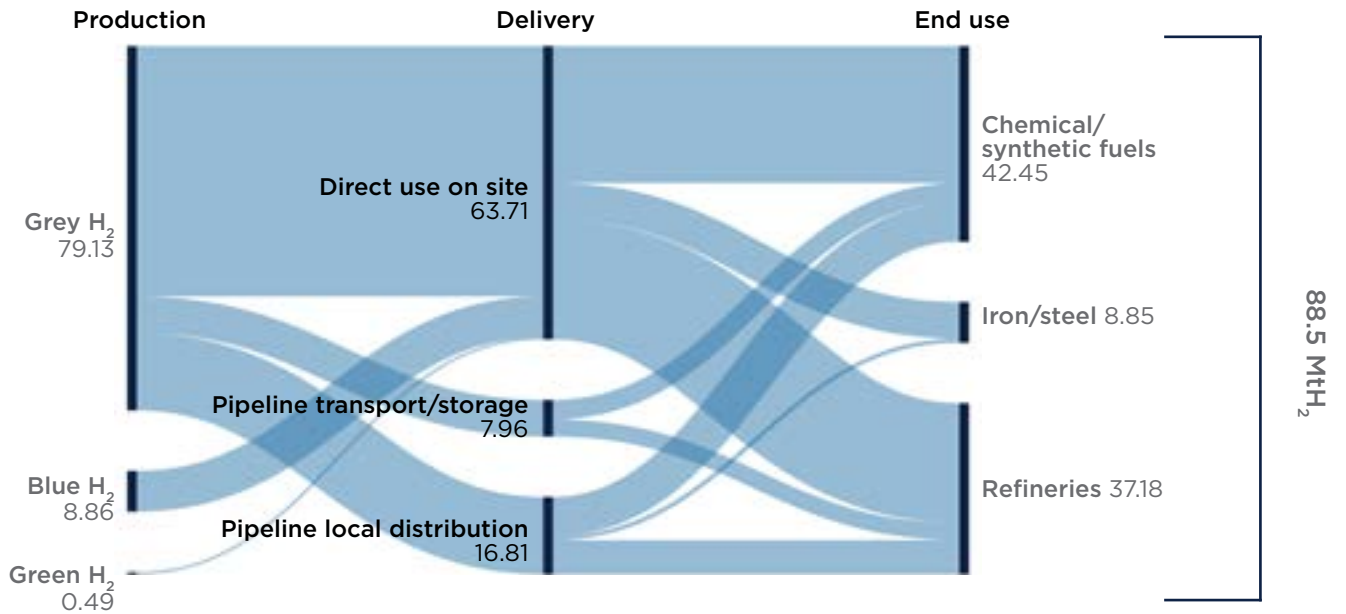 Production
Delivery
End use
Grey H₂
79.13
Blue H₂
8.86
Green H₂
0.49
Direct use on site
63.71
Pipeline transport/storage
7.96
Pipeline local distribution
16.81
Chemical/
synthetic fuels
42.45
Iron/steel 8.85
Refineries 37.18
88.5 MtH₂